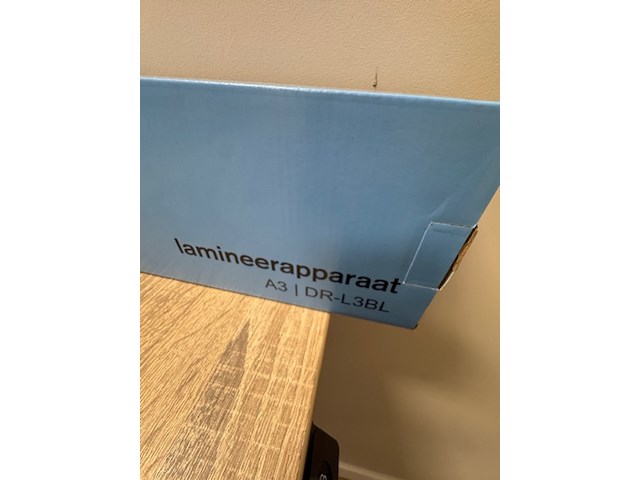 lamineerapparaat
A3 | DR-L3BL